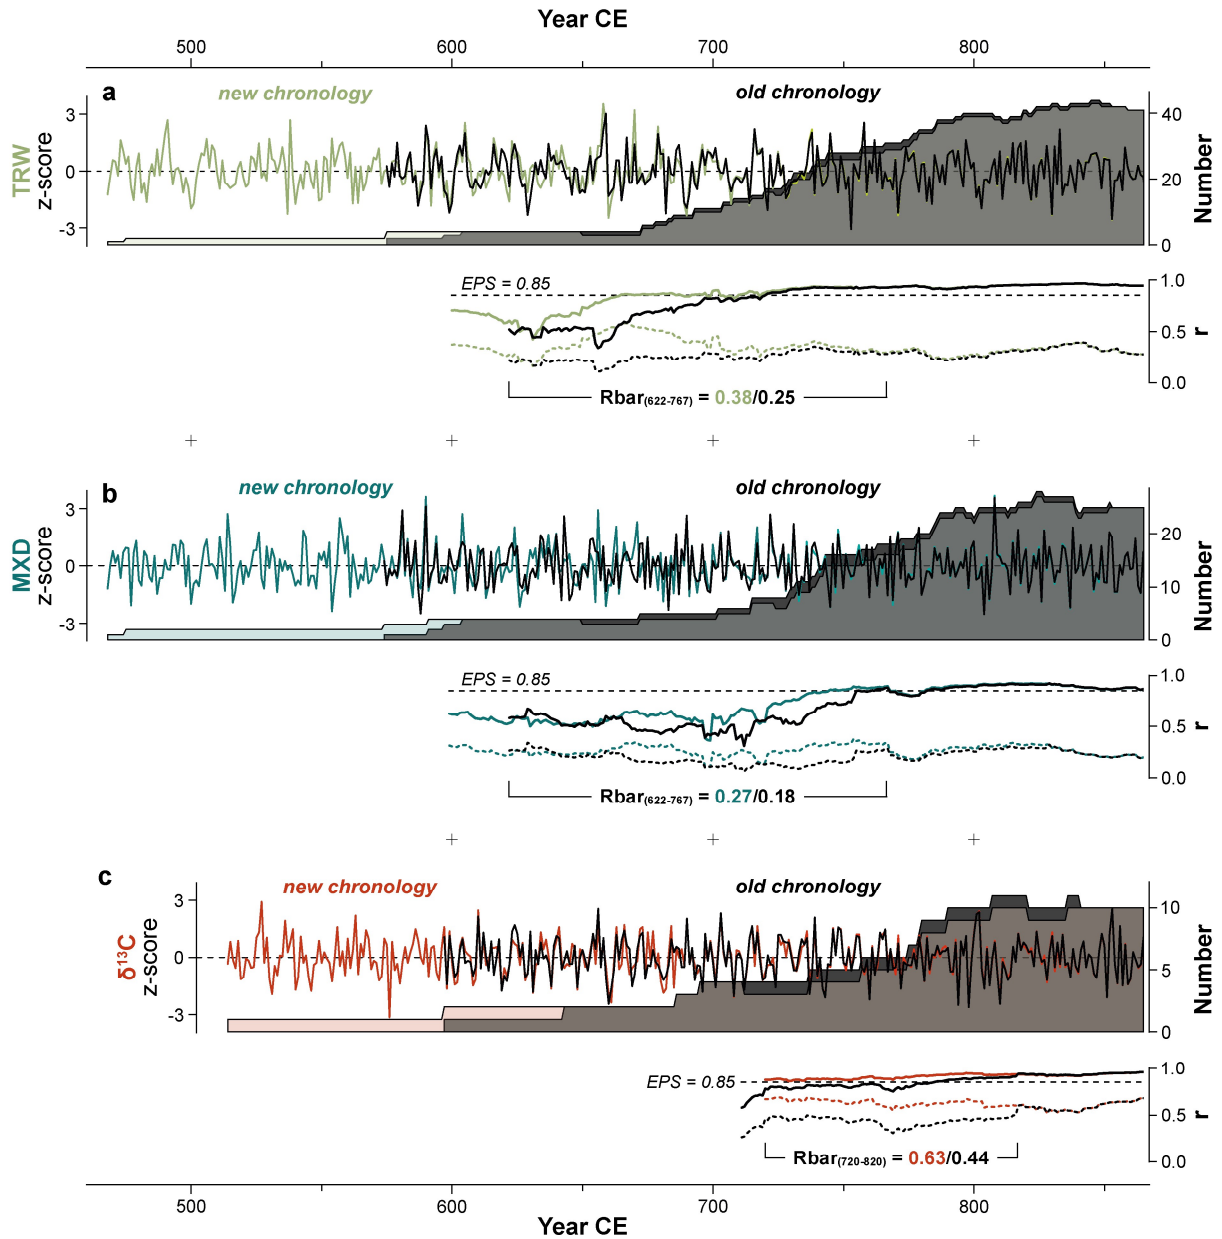 Year CE
500 600 700 800
a
new chronology
old chronology
TRW
z-score
3
0
-3
40
20
0
Number
EPS = 0.85
1.0
0.5
0.0
r
Rbar(622-767) = 0.38/0.25
b
new chronology
old chronology
MXD
z-score
3
0
-3
20
10
0
Number
EPS = 0.85
1.0
0.5
0.0
r
Rbar(622-767) = 0.27/0.18
c
new chronology
old chronology
δ13C
z-score
3
0
-3
10
5
0
Number
EPS = 0.85
1.0
0.5
0.0
r
Rbar(720-820) = 0.63/0.44
500 600 700 800
Year CE